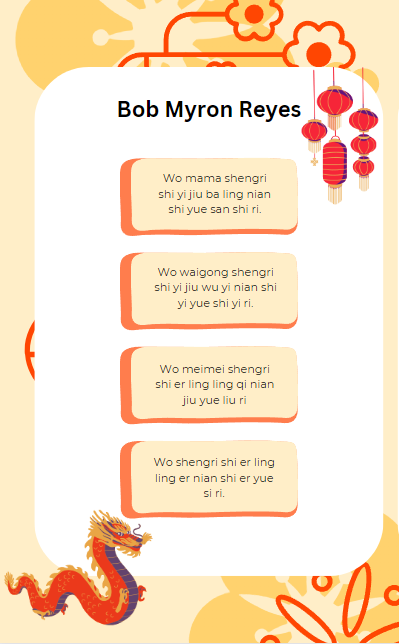 Bob Myron Reyes
Wo mama shengri
shi yi jiu ba ling nian
shi yue san shi ri.
Wo waigong shengri
shi yi jiu wu yi nian shi
yi yue shi yi ri.
Wo meimei shengri
shi er ling ling qi nian
jiu yue liu ri
Wo shengri shi er ling
ling er nian shi er yue
si ri.